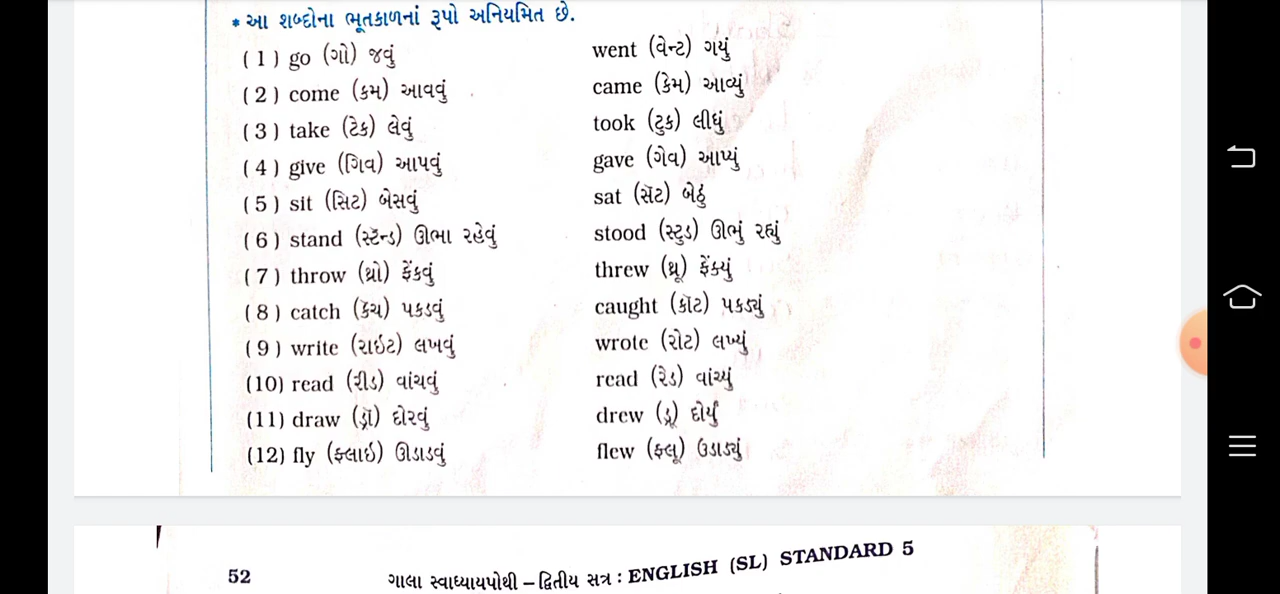 * આ શબ્દોના ભૂતકાળનાં રૂપો અનિયમિત છે.
( 1 ) go (ગો) જવું went (વેન્ટ) ગયું
( 2 ) come (કમ) આવવું came (કેમ) આવ્યું
( 3 ) take (ટેક) લેવું took (ટુક) લીધું
( 4 ) give (ગિવ) આપવું gave (ગેવ) આપ્યું
( 5 ) sit (સિટ) બેસવું sat (સૅટ) બેઠું
( 6 ) stand (સ્ટૅન્ડ) ઊભા રહેવું stood (સ્ટુડ) ઊભું રહ્યું
( 7 ) throw (થ્રો) ફેંકવું threw (થ્રૂ) ફેંક્યું
( 8 ) catch (કૅચ) પકડવું caught (કૉટ) પકડ્યું
( 9 ) write (રાઇટ) લખવું wrote (રોટ) લખ્યું
(10) read (રીડ) વાંચવું read (રેડ) વાંચ્યું
(11) draw (ડ્રૉ) દોરવું drew (ડ્રૂ) દોર્યું
(12) fly (ફ્લાઇ) ઊડાડવું flew (ફ્લૂ) ઉડાડ્યું
52 ગાલા સ્વાધ્યાયપોથી – દ્વિતીય સત્ર : ENGLISH (SL) STANDARD 5